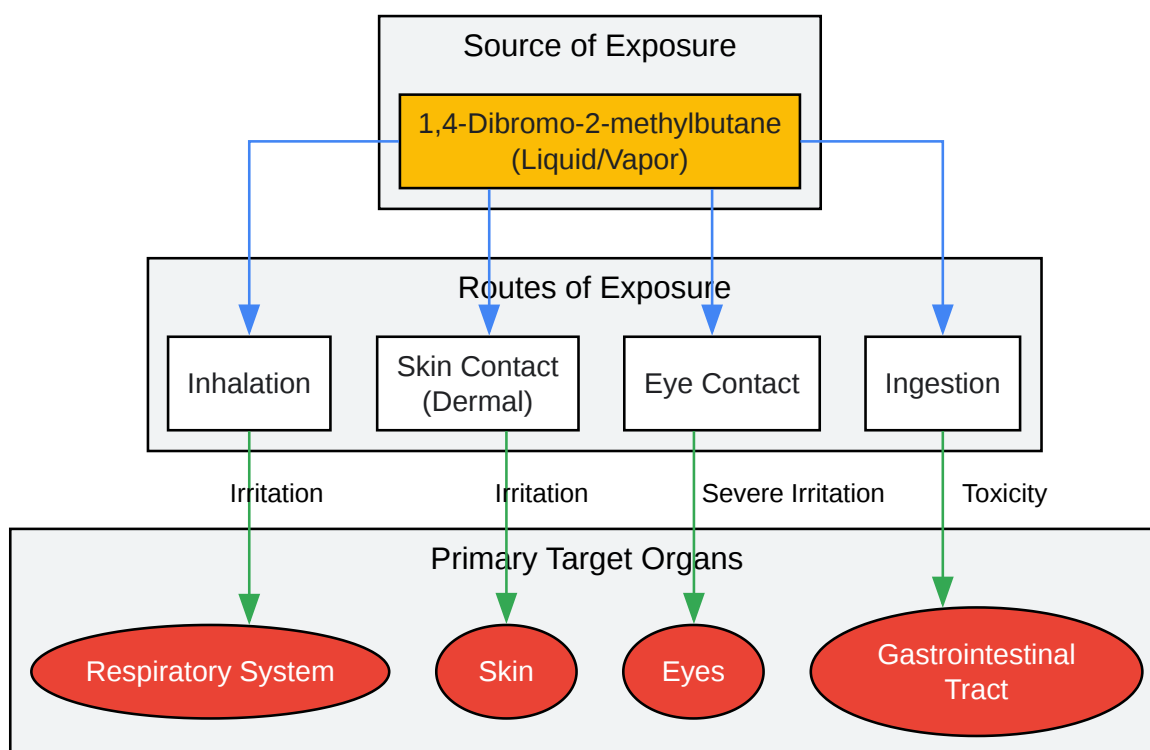 Source of Exposure
1,4-Dibromo-2-methylbutane
(Liquid/Vapor)
Routes of Exposure
Inhalation
Skin Contact
(Dermal)
Eye Contact
Ingestion
Irritation
Irritation
Severe Irritation
Toxicity
Primary Target Organs
Respiratory System
Skin
Eyes
Gastrointestinal
Tract